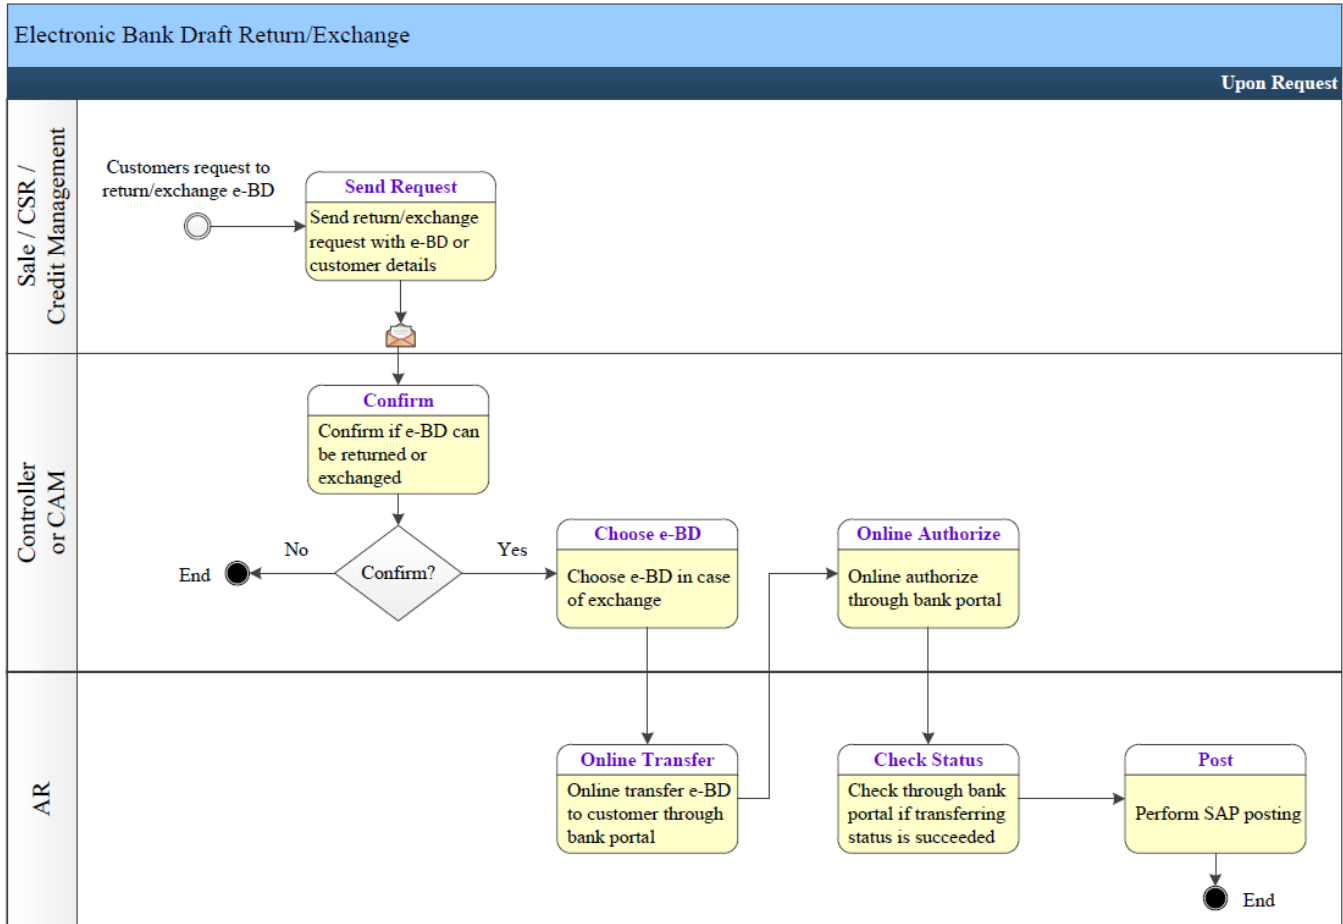 Electronic Bank Draft Return/Exchange
Upon Request
Sale / CSR /
Credit Management
Customers request to
return/exchange e-BD
Send Request
Send return/exchange
request with e-BD or
customer details
Controller
or CAM
Confirm
Confirm if e-BD can
be returned or
exchanged
Confirm?
No
End
Yes
Choose e-BD
Choose e-BD in case
of exchange
Online Authorize
Online authorize
through bank portal
AR
Online Transfer
Online transfer e-BD
to customer through
bank portal
Check Status
Check through bank
portal if transferring
status is succeeded
Post
Perform SAP posting
End